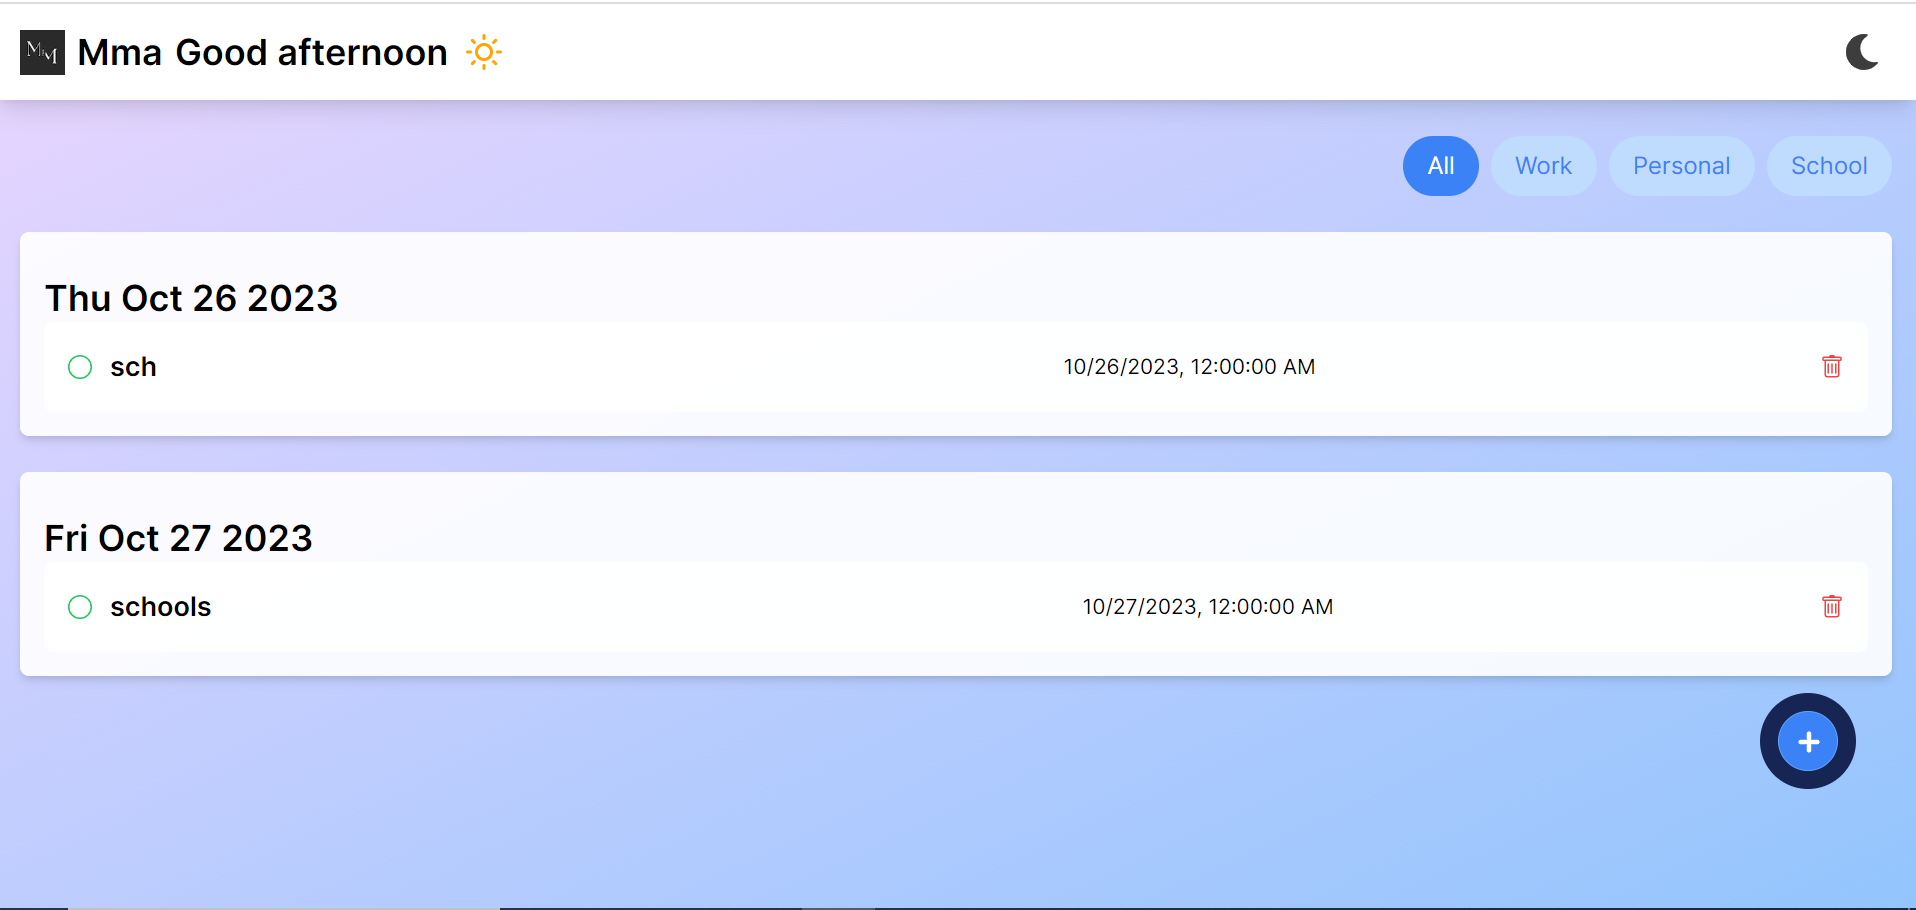 MM Mma Good afternoon
All Work Personal School
Thu Oct 26 2023
sch 10/26/2023, 12:00:00 AM
Fri Oct 27 2023
schools 10/27/2023, 12:00:00 AM